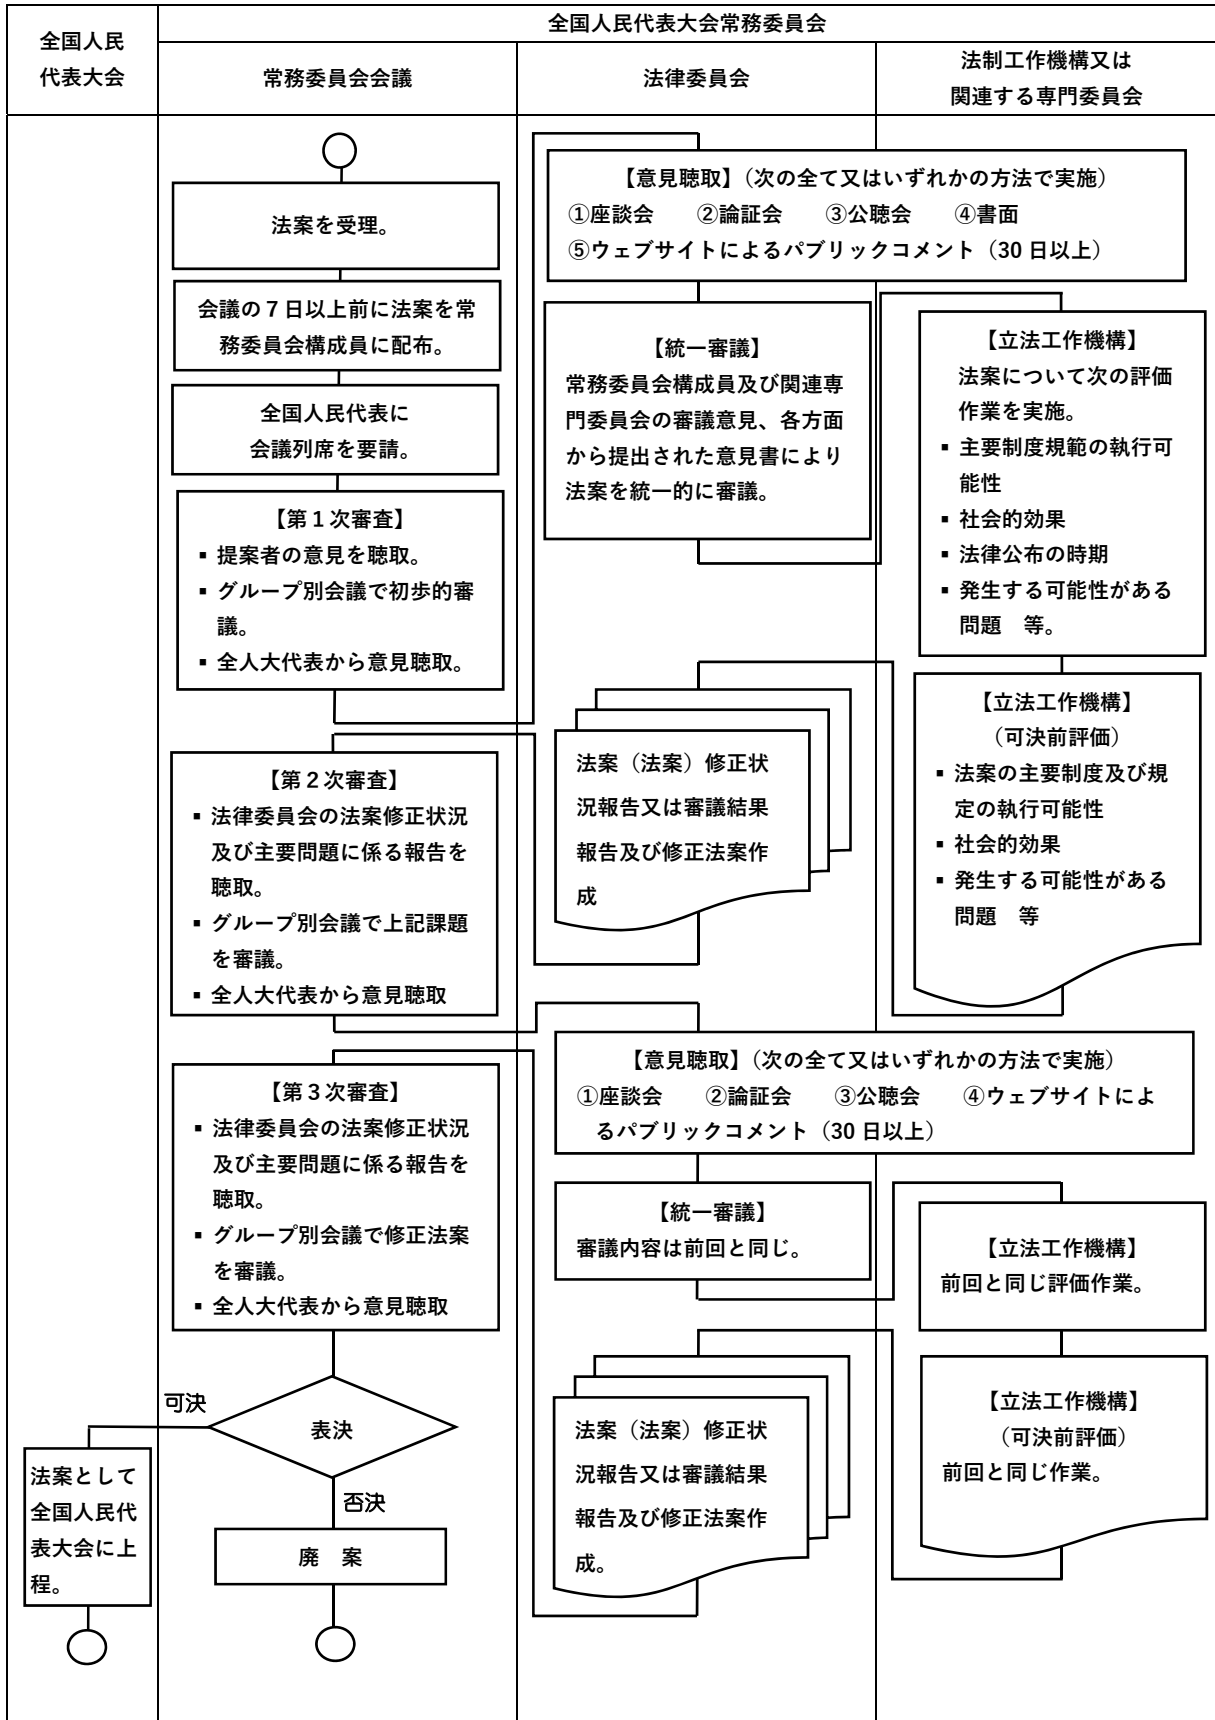 全国人民
代表大会
全国人民代表大会常務委員会
常務委員会会議
法律委員会
法制工作機構又は
関連する専門委員会
法案を受理。
会議の７日以上前に法案を常
務委員会構成員に配布。
全国人民代表に
会議列席を要請。
【第１次審査】
▪ 提案者の意見を聴取。
▪ グループ別会議で初歩的審
議。
▪ 全人大代表から意見聴取。
【意見聴取】（次の全て又はいずれかの方法で実施）
①座談会　②論証会　③公聴会　④書面
⑤ウェブサイトによるパブリックコメント（30 日以上）
【統一審議】
常務委員会構成員及び関連専
門委員会の審議意見、各方面
から提出された意見書により
法案を統一的に審議。
【立法工作機構】
法案について次の評価
作業を実施。
▪ 主要制度規範の執行可
能性
▪ 社会的効果
▪ 法律公布の時期
▪ 発生する可能性がある
問題　等。
【立法工作機構】
（可決前評価）
▪ 法案の主要制度及び規
定の執行可能性
▪ 社会的効果
▪ 発生する可能性がある
問題　等
法案（法案）修正状
況報告又は審議結果
報告及び修正法案作
成
【第２次審査】
▪ 法律委員会の法案修正状況
及び主要問題に係る報告を
聴取。
▪ グループ別会議で上記課題
を審議。
▪ 全人大代表から意見聴取
【意見聴取】（次の全て又はいずれかの方法で実施）
①座談会　②論証会　③公聴会　④ウェブサイトによ
るパブリックコメント（30 日以上）
【統一審議】
審議内容は前回と同じ。
【立法工作機構】
前回と同じ評価作業。
【立法工作機構】
（可決前評価）
前回と同じ作業。
法案（法案）修正状
況報告又は審議結果
報告及び修正法案作
成。
【第３次審査】
▪ 法律委員会の法案修正状況
及び主要問題に係る報告を
聴取。
▪ グループ別会議で修正法案
を審議。
▪ 全人大代表から意見聴取
可決
表決
法案として
全国人民代
表大会に上
程。
否決
廃　案